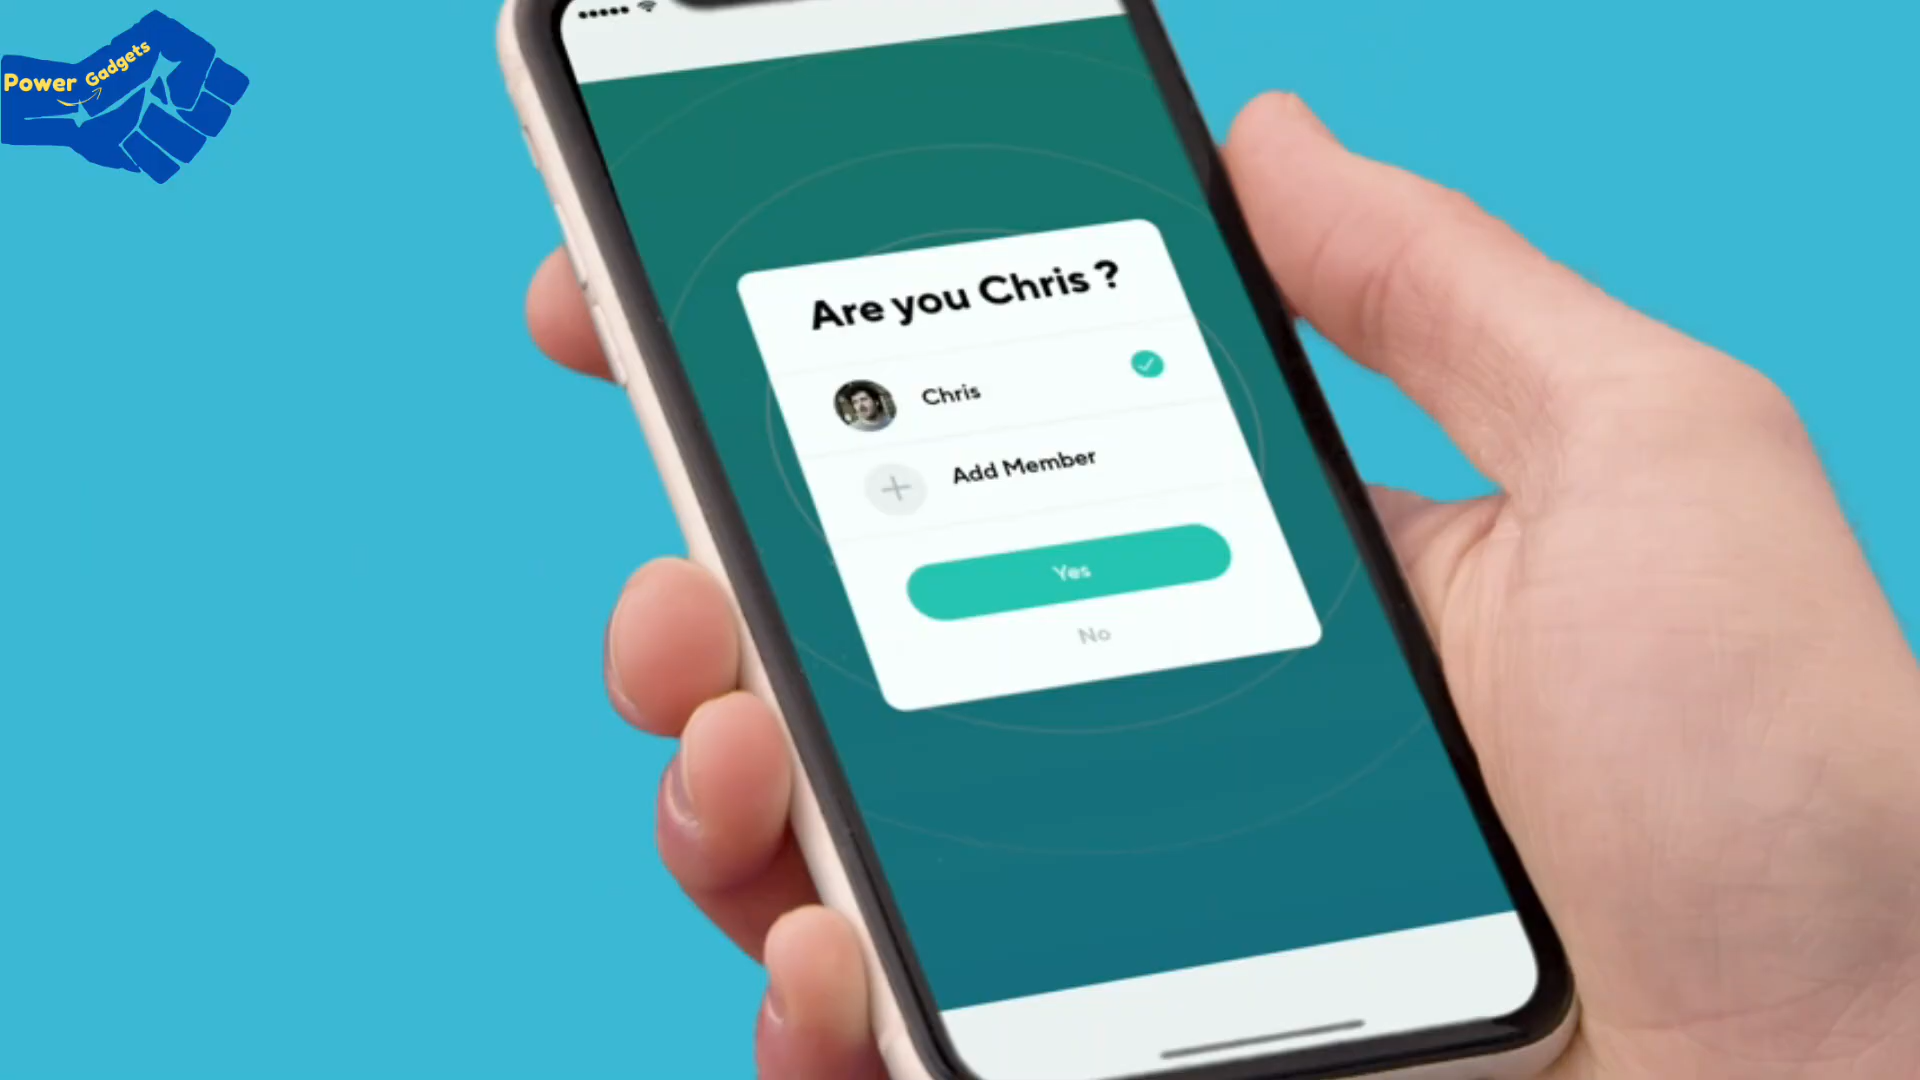 Power Gadgets
Are you Chris ?
Chris
Add Member
Yes
No